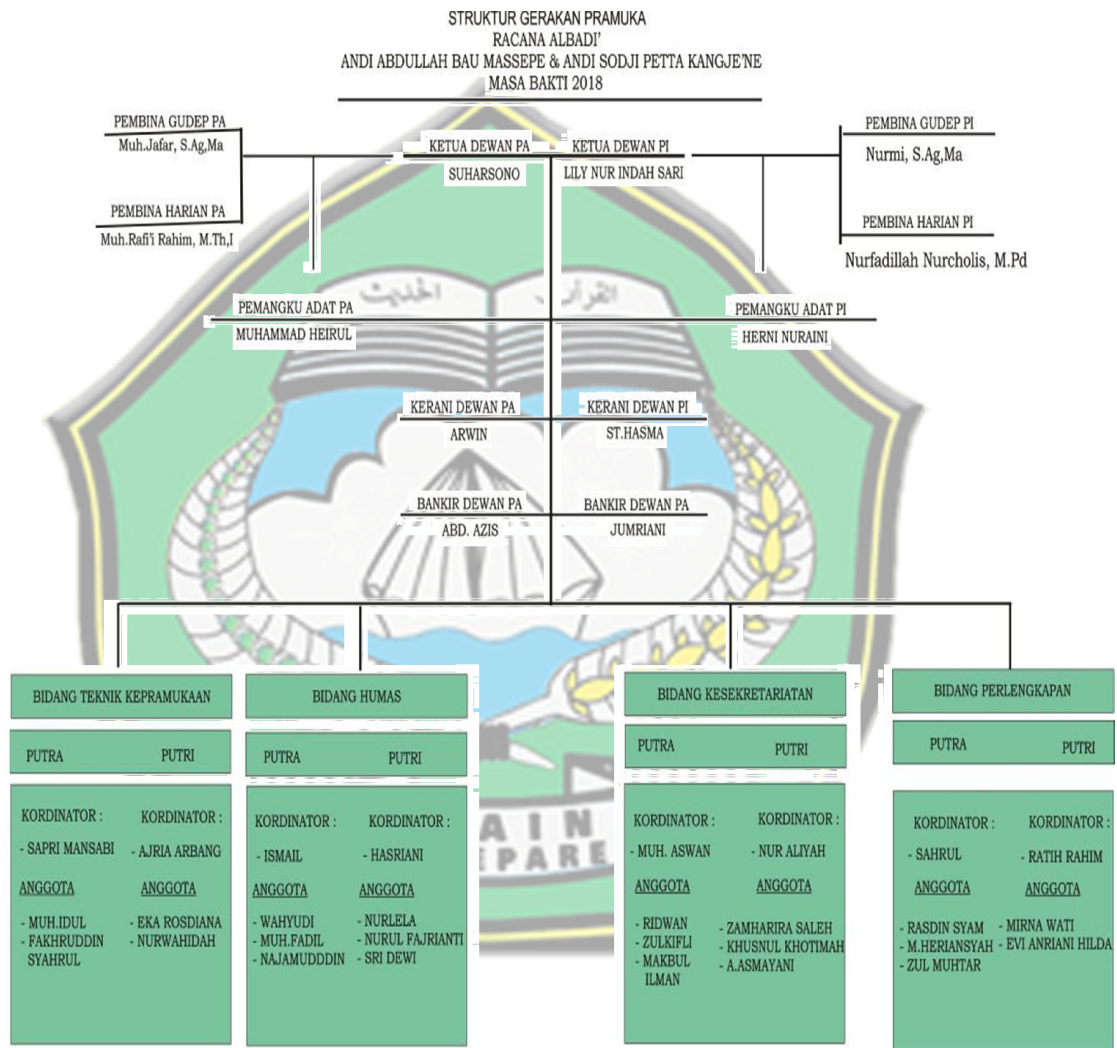 STRUKTUR GERAKAN PRAMUKA
RACANA ALBADI'
ANDI ABDULLAH BAU MASSEPE & ANDI SODJI PETTA KANGJE'NE
MASA BAKTI 2018
PEMBINA GUDEP PA
Muh.Jafar, S.Ag,Ma
PEMBINA HARIAN PA
Muh.Rafi'i Rahim, M.Th,I
KETUA DEWAN PA
SUHARSONO
KETUA DEWAN PI
LILY NUR INDAH SARI
PEMBINA GUDEP PI
Nurmi, S.Ag,Ma
PEMBINA HARIAN PI
Nurfadillah Nurcholis, M.Pd
الحديث
القرآن
PEMANGKU ADAT PA
MUHAMMAD HEIRUL
PEMANGKU ADAT PI
HERNI NURAINI
KERANI DEWAN PA
ARWIN
KERANI DEWAN PI
ST.HASMA
BANKIR DEWAN PA
ABD. AZIS
BANKIR DEWAN PA
JUMRIANI
BIDANG TEKNIK KEPRAMUKAAN
PUTRA
PUTRI
KORDINATOR :
- SAPRI MANSABI
ANGGOTA
- MUH.IDUL
- FAKHRUDDIN
SYAHRUL
KORDINATOR :
- AJRIA ARBANG
ANGGOTA
- EKA ROSDIANA
- NURWAHIDAH
BIDANG HUMAS
PUTRA
PUTRI
KORDINATOR :
- ISMAIL
ANGGOTA
- WAHYUDI
- MUH.FADIL
- NAJAMUDDDIN
KORDINATOR :
- HASRIANI
ANGGOTA
- NURLELA
- NURUL FAJRIANTI
- SRI DEWI
AIN
EPARE
BIDANG KESEKRETARIATAN
PUTRA
PUTRI
KORDINATOR :
- MUH. ASWAN
ANGGOTA
- RIDWAN
- ZULKIFLI
- MAKBUL
ILMAN
KORDINATOR :
- NUR ALIYAH
ANGGOTA
- ZAMHARIRA SALEH
- KHUSNUL KHOTIMAH
- A.ASMAYANI
BIDANG PERLENGKAPAN
PUTRA
PUTRI
KORDINATOR :
- SAHRUL
ANGGOTA
- RASDIN SYAM
- M.HERIANSYAH
- ZUL MUHTAR
KORDINATOR :
- RATIH RAHIM
ANGGOTA
- MIRNA WATI
- EVI ANRIANI HILDA